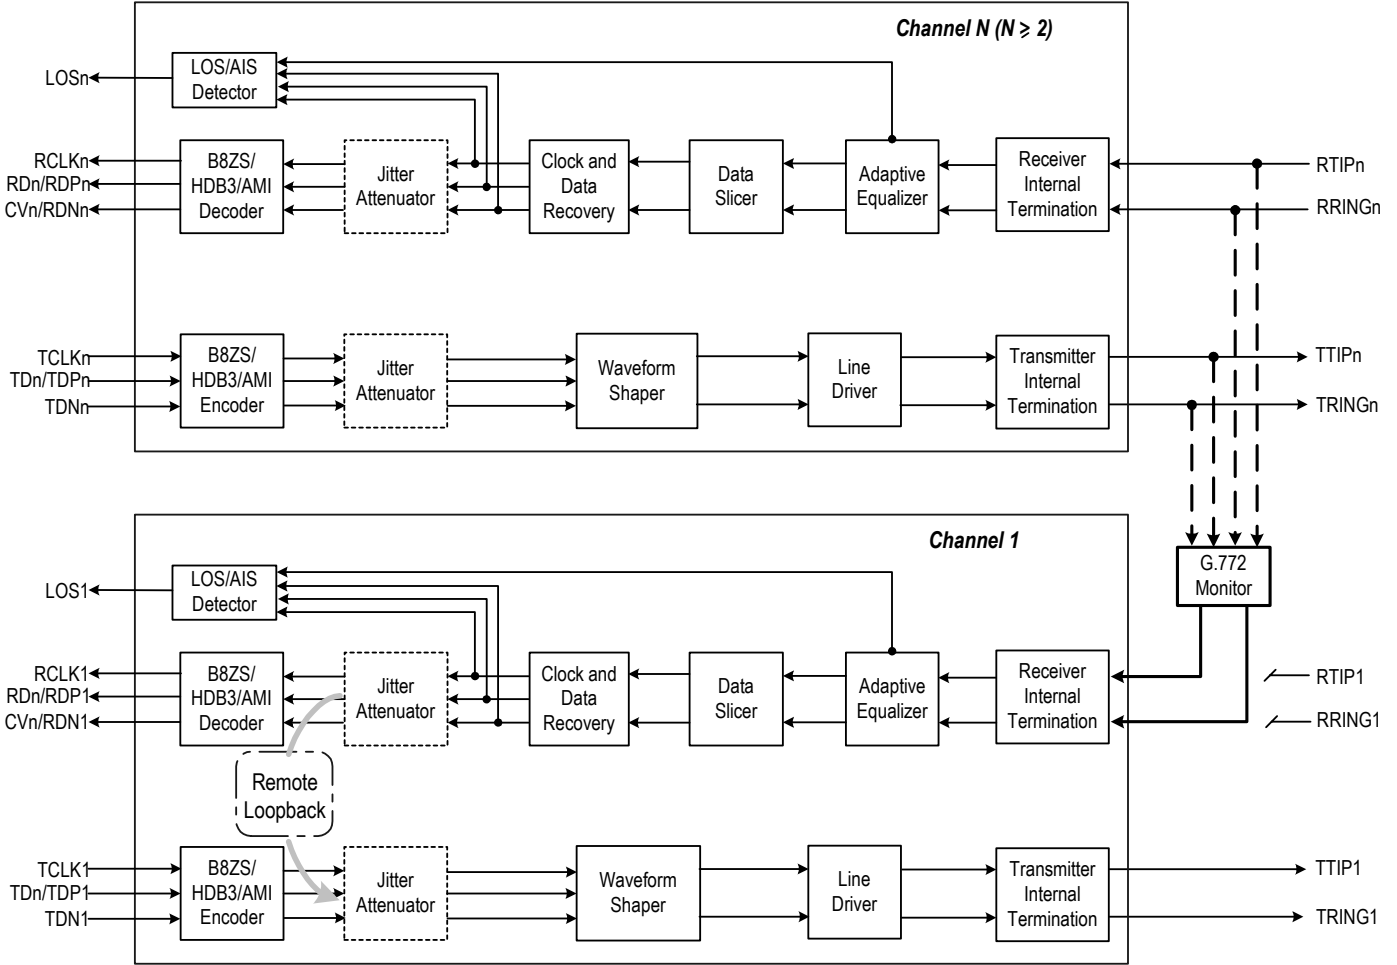 Channel N (N ≥ 2)
LOSn
LOS/AIS
Detector
RCLKn
RDn/RDPn
CVn/RDNn
B8ZS/
HDB3/AMI
Decoder
Jitter
Attenuator
Clock and
Data
Recovery
Data
Slicer
Adaptive
Equalizer
Receiver
Internal
Termination
RTIPn
RRINGn
TCLKn
TDn/TDPn
TDNn
B8ZS/
HDB3/AMI
Encoder
Jitter
Attenuator
Waveform
Shaper
Line
Driver
Transmitter
Internal
Termination
TTIPn
TRINGn
Channel 1
G.772
Monitor
LOS1
LOS/AIS
Detector
RCLK1
RDn/RDP1
CVn/RDN1
B8ZS/
HDB3/AMI
Decoder
Jitter
Attenuator
Clock and
Data
Recovery
Data
Slicer
Adaptive
Equalizer
Receiver
Internal
Termination
RTIP1
RRING1
Remote
Loopback
TCLK1
TDn/TDP1
TDN1
B8ZS/
HDB3/AMI
Encoder
Jitter
Attenuator
Waveform
Shaper
Line
Driver
Transmitter
Internal
Termination
TTIP1
TRING1